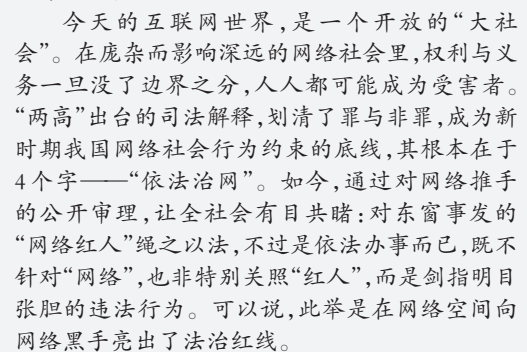 今天的互联网世界,是一个开放的“大社
会”。在庞杂而影响深远的网络社会里,权利与义
务一旦没了边界之分,人人都可能成为受害者。
“两高”出台的司法解释,划清了罪与非罪,成为新
时期我国网络社会行为约束的底线,其根本在于
4个字——“依法治网”。如今,通过对网络推手
的公开审理,让全社会有目共睹:对东窗事发的
“网络红人”绳之以法,不过是依法办事而已,既不
针对“网络”,也非特别关照“红人”,而是剑指明目
张胆的违法行为。可以说,此举是在网络空间向
网络黑手亮出了法治红线。